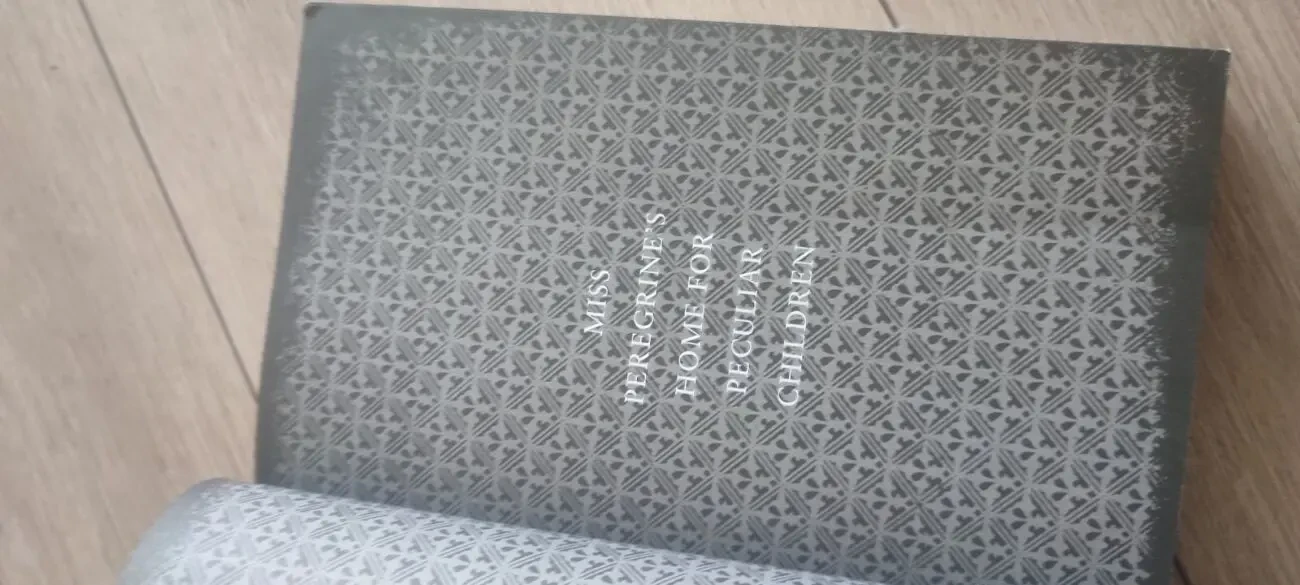 MISS
PEREGRINE'S
HOME FOR
PECULIAR
CHILDREN